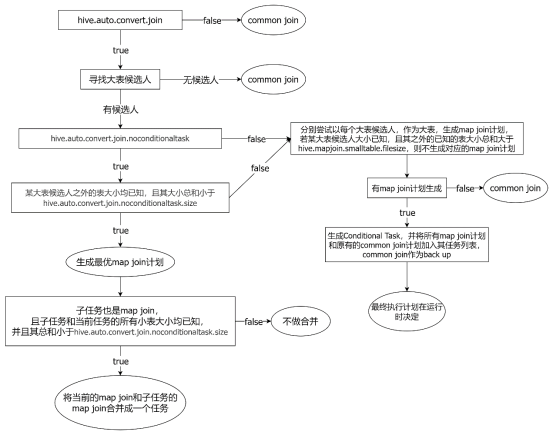 hive.auto.convert.join
false
common join
true
寻找大表候选人
无候选人
common join
有候选人
hive.auto.convert.join.noconditionaltask
false
分别尝试以每个大表候选人，作为大表，生成map join计划，
若某大表候选人大小已知，且其之外的已知的表大小总和大于
hive.mapjoin.smalltable.filesize，则不生成对应的map join计划
true
false
某大表候选人之外的表大小均已知，且其大小总和小于
hive.auto.convert.join.noconditionaltask.size
有map join计划生成
false
common join
true
true
生成最优map join计划
生成Conditional Task，并将所有map join计划
和原有的common join计划加入其任务列表，
common join作为back up
子任务也是map join，
且子任务和当前任务的所有小表大小均已知，
并且其总和小于hive.auto.convert.join.noconditionaltask.size
false
不做合并
最终执行计划在运行
时决定
true
将当前的map join和子任务的
map join合并成一个任务